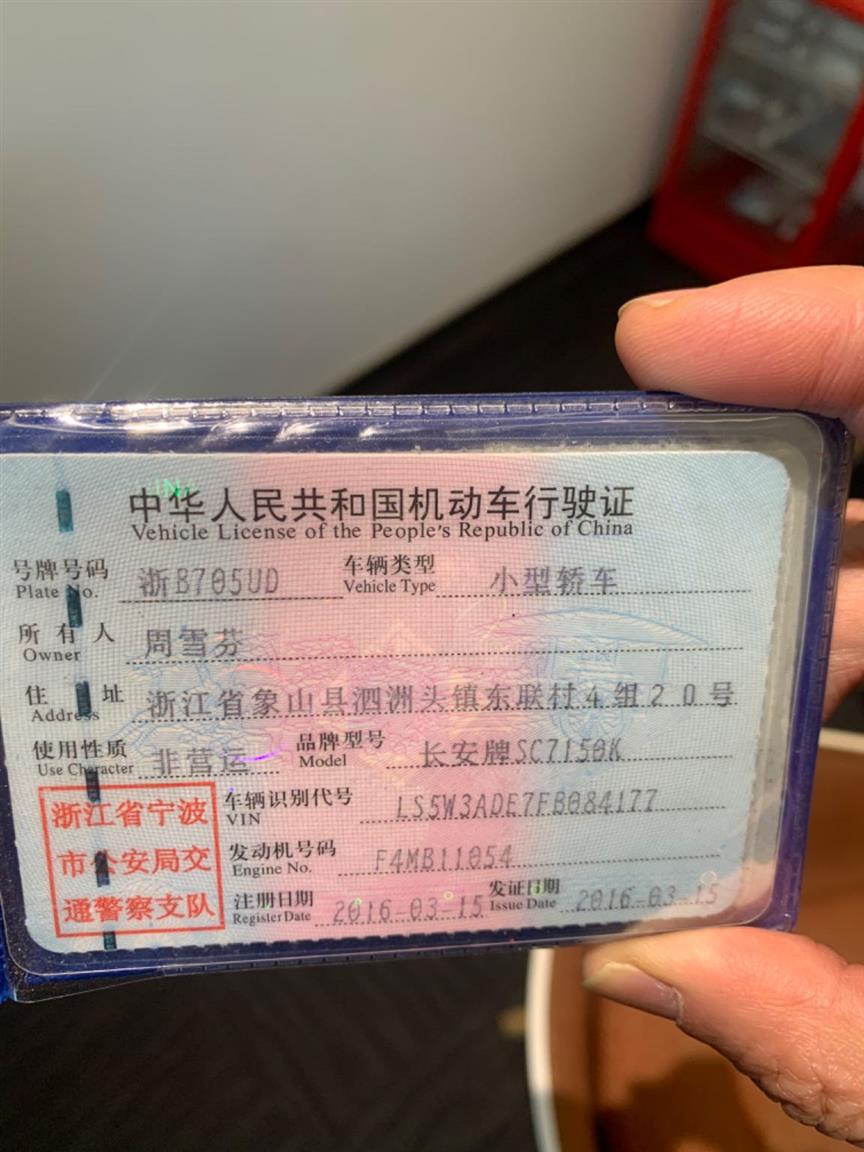 中华人民共和国机动车行驶证
Vehicle License of the People's Republic of China
号牌号码 浙B705UD 车辆类型 小型轿车
Plate No. Vehicle Type
所有人 周雪芬
Owner
住址 浙江省象山县泗洲头镇东联村4组20号
Address
使用性质 非营运 品牌型号 长安牌SC7150K
Use Character Model
浙江省宁波
市公安局交
通警察支队
车辆识别代号 LS5W3ADE7FB084177
VIN
发动机号码 F4MB11054
Engine No.
注册日期 2016-03-15 发证日期 2016-03-15
Register Date Issue Date